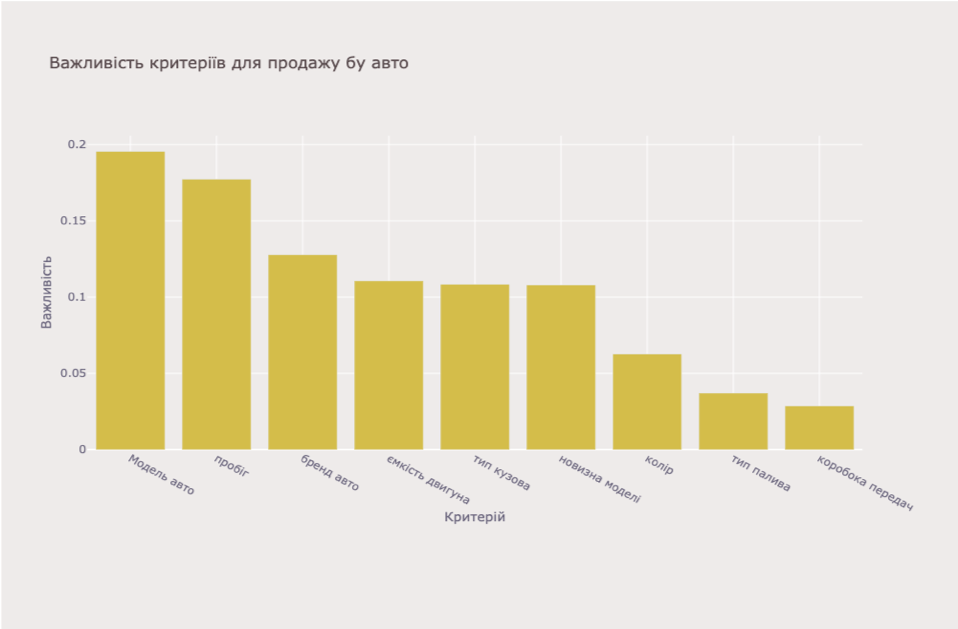 Важливість критеріїв для продажу бу авто
0.2
0.15
0.1
0.05
0
Важливість
Модель авто
пробіг
бренд авто
ємкість двигуна
тип кузова
новизна моделі
колір
тип палива
коробока передач
Критерій